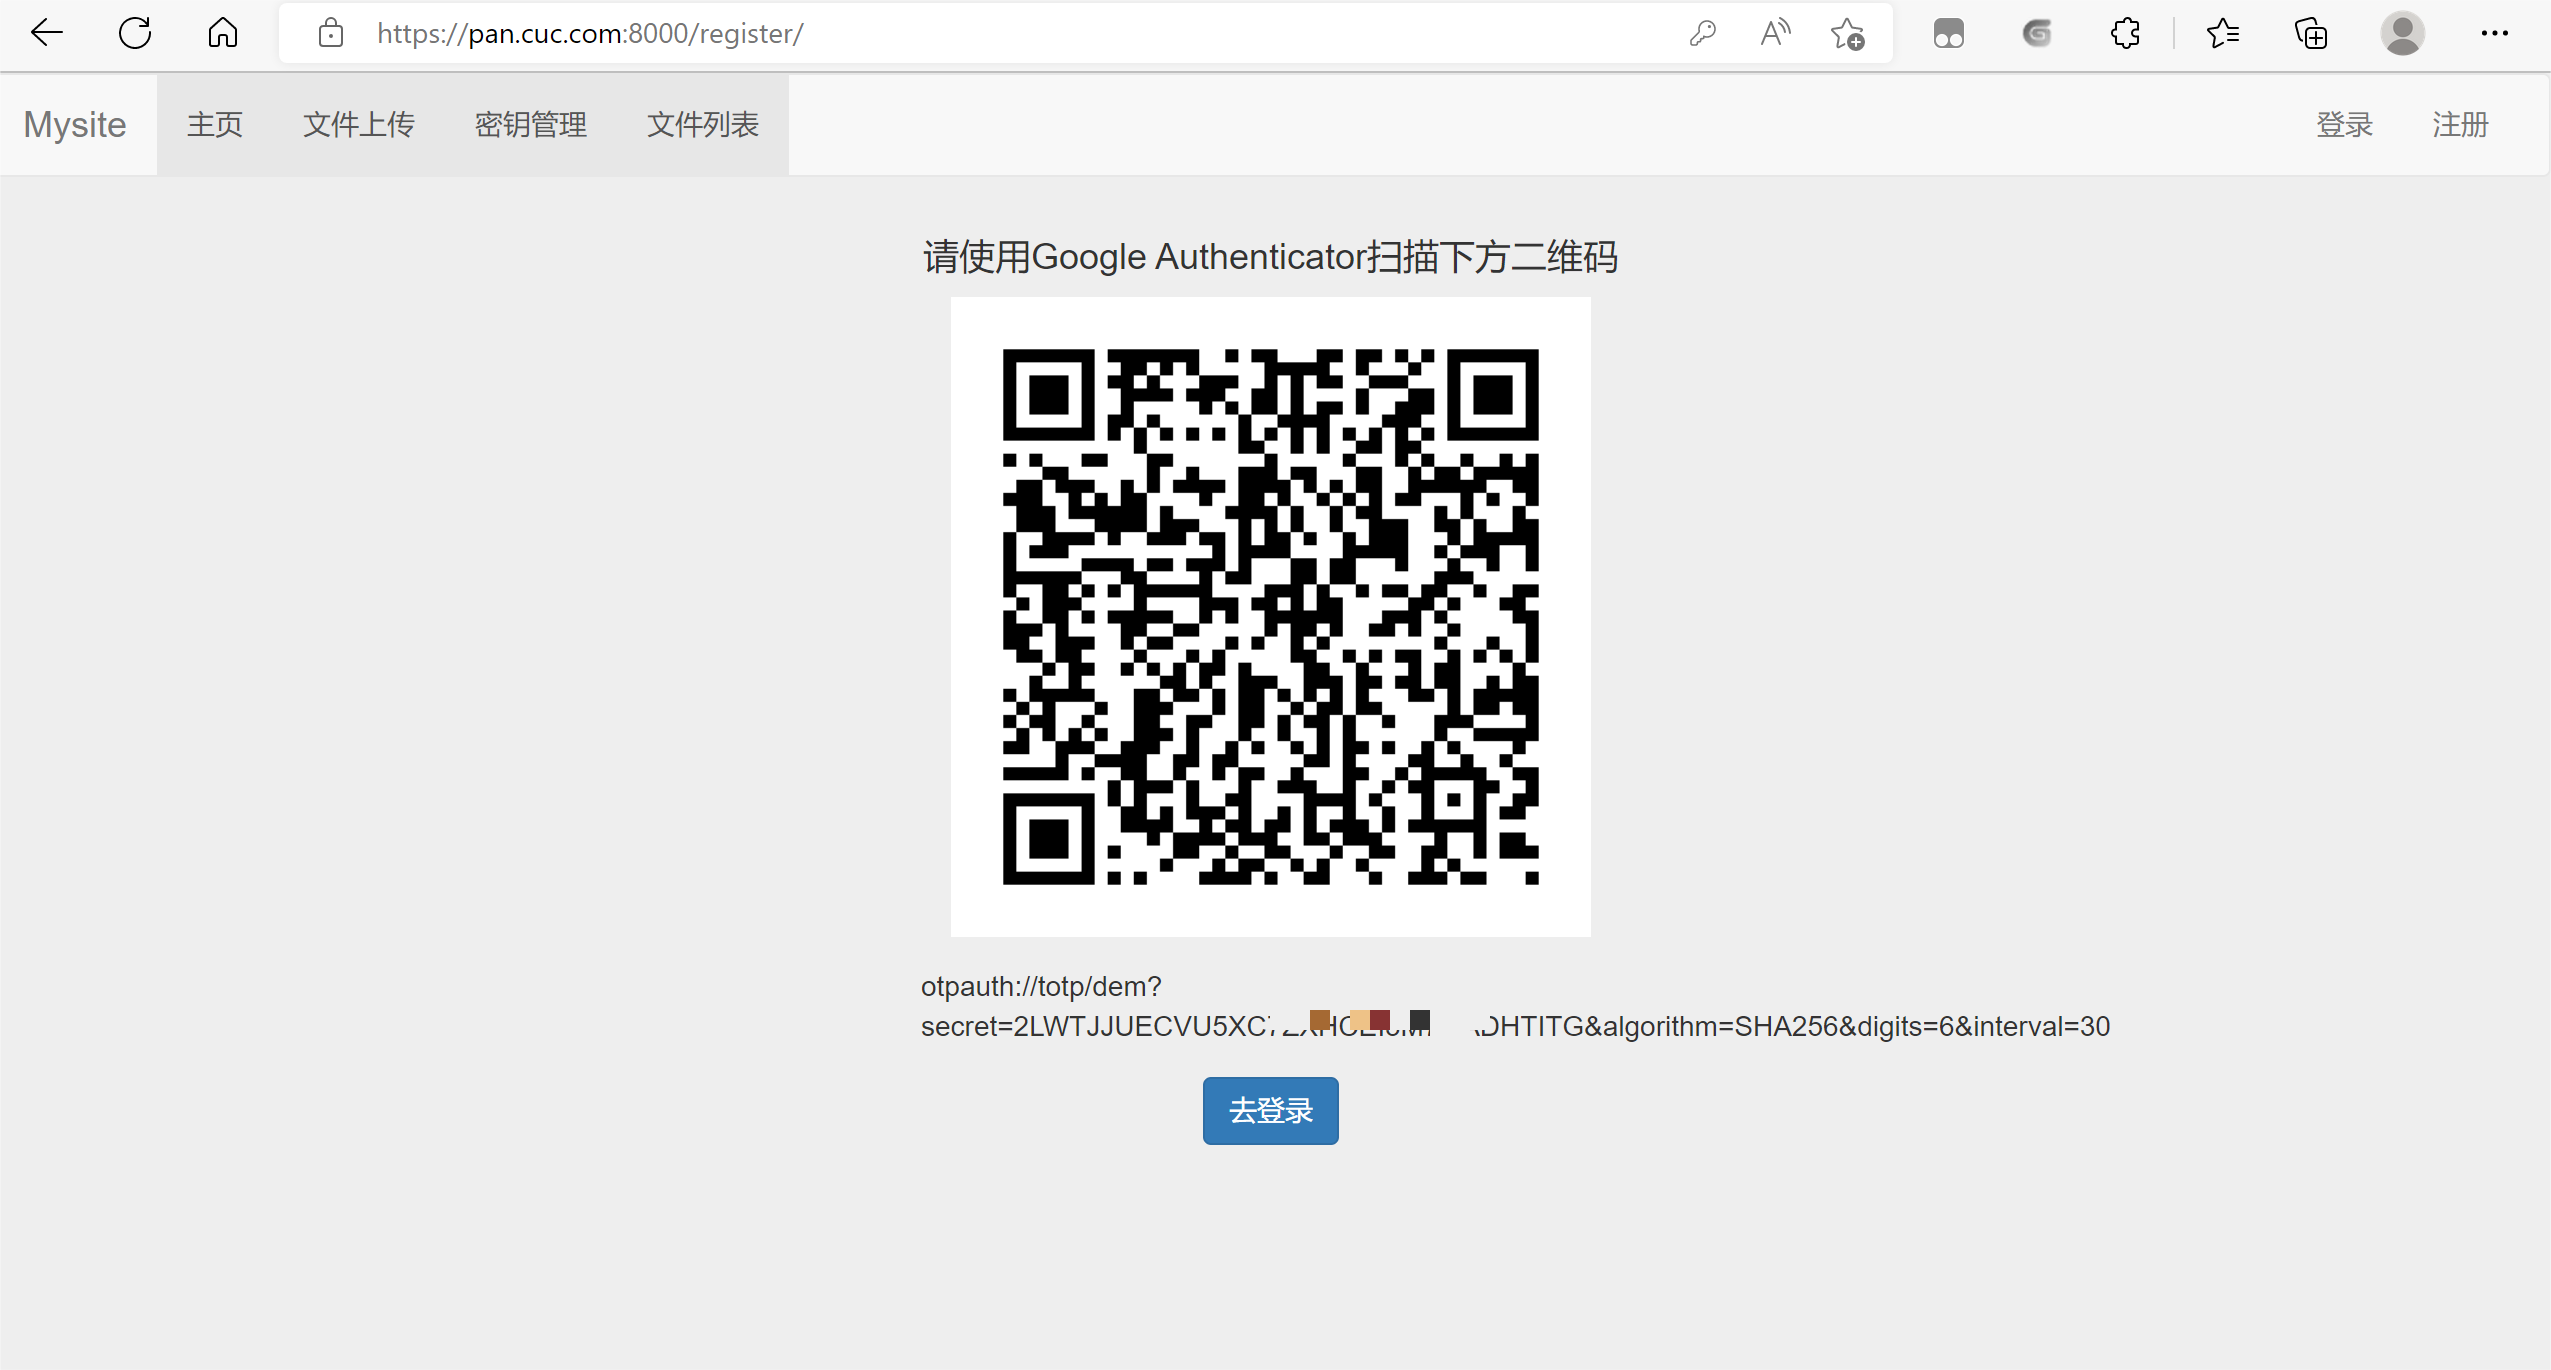 https://pan.cuc.com:8000/register/
Mysite 主页 文件上传 密钥管理 文件列表 登录 注册
请使用Google Authenticator扫描下方二维码
otpauth://totp/dem?
secret=2LWTJJUECVU5XC DHTITG&algorithm=SHA256&digits=6&interval=30
去登录